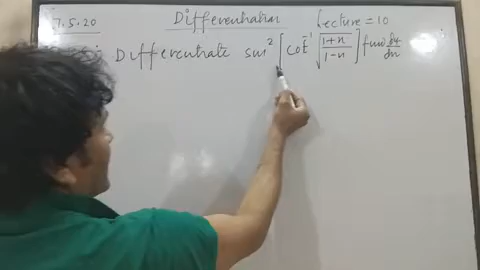 7.5.20 Differentiation Lecture = 10
Differentiate sin² [cot⁻¹ √((1+x)/(1-x))] find dy/dx